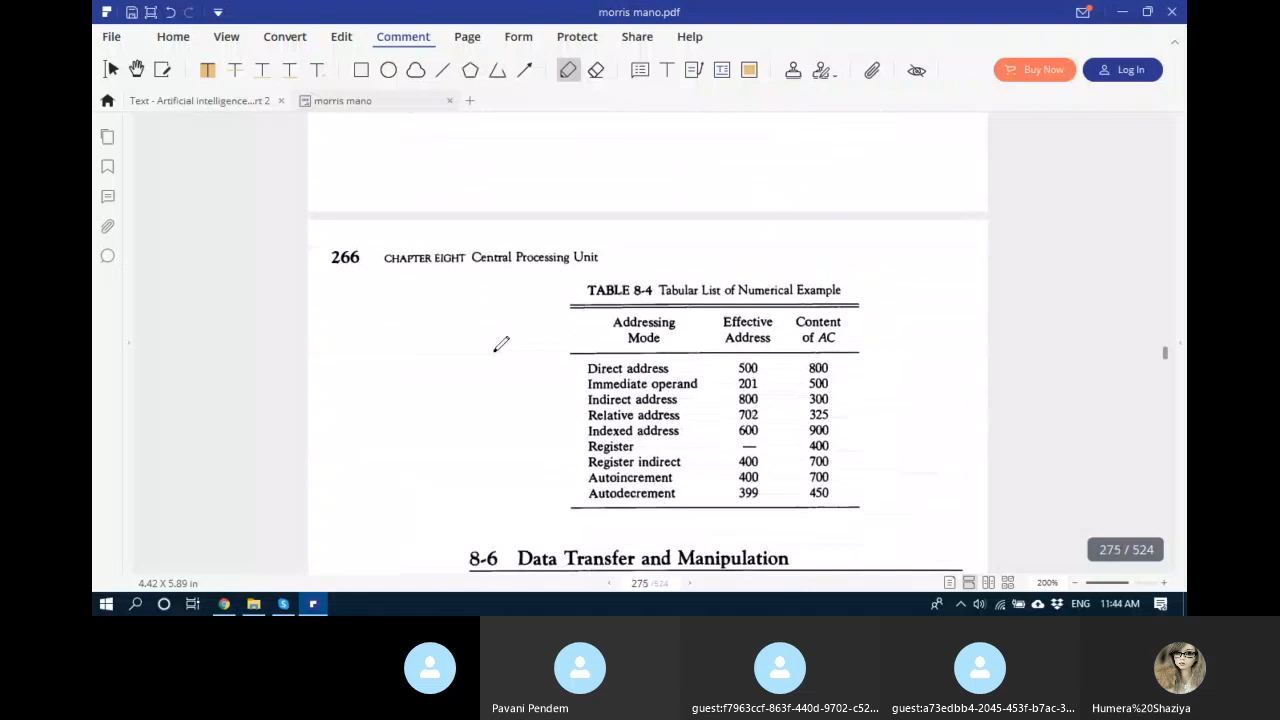 morris mano.pdf
File Home View Convert Edit Comment Page Form Protect Share Help
Buy Now Log In
Text - Artificial intelligence...rt 2 morris mano
266 CHAPTER EIGHT Central Processing Unit
TABLE 8-4 Tabular List of Numerical Example
Addressing Mode Effective Address Content of AC
Direct address 500 800
Immediate operand 201 500
Indirect address 800 300
Relative address 702 325
Indexed address 600 900
Register — 400
Register indirect 400 700
Autoincrement 400 700
Autodecrement 399 450
8-6 Data Transfer and Manipulation
275 / 524
4.42 X 5.89 in 275 /524 200%
ENG 11:44 AM
Pavani Pendem guest:f7963ccf-863f-440d-9702-c52... guest:a73edbb4-2045-453f-b7ac-3... Humera%20Shaziya